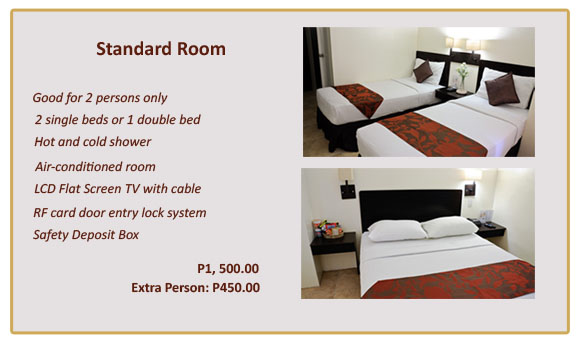 Standard Room
Good for 2 persons only
2 single beds or 1 double bed
Hot and cold shower
Air-conditioned room
LCD Flat Screen TV with cable
RF card door entry lock system
Safety Deposit Box
P1, 500.00
Extra Person: P450.00